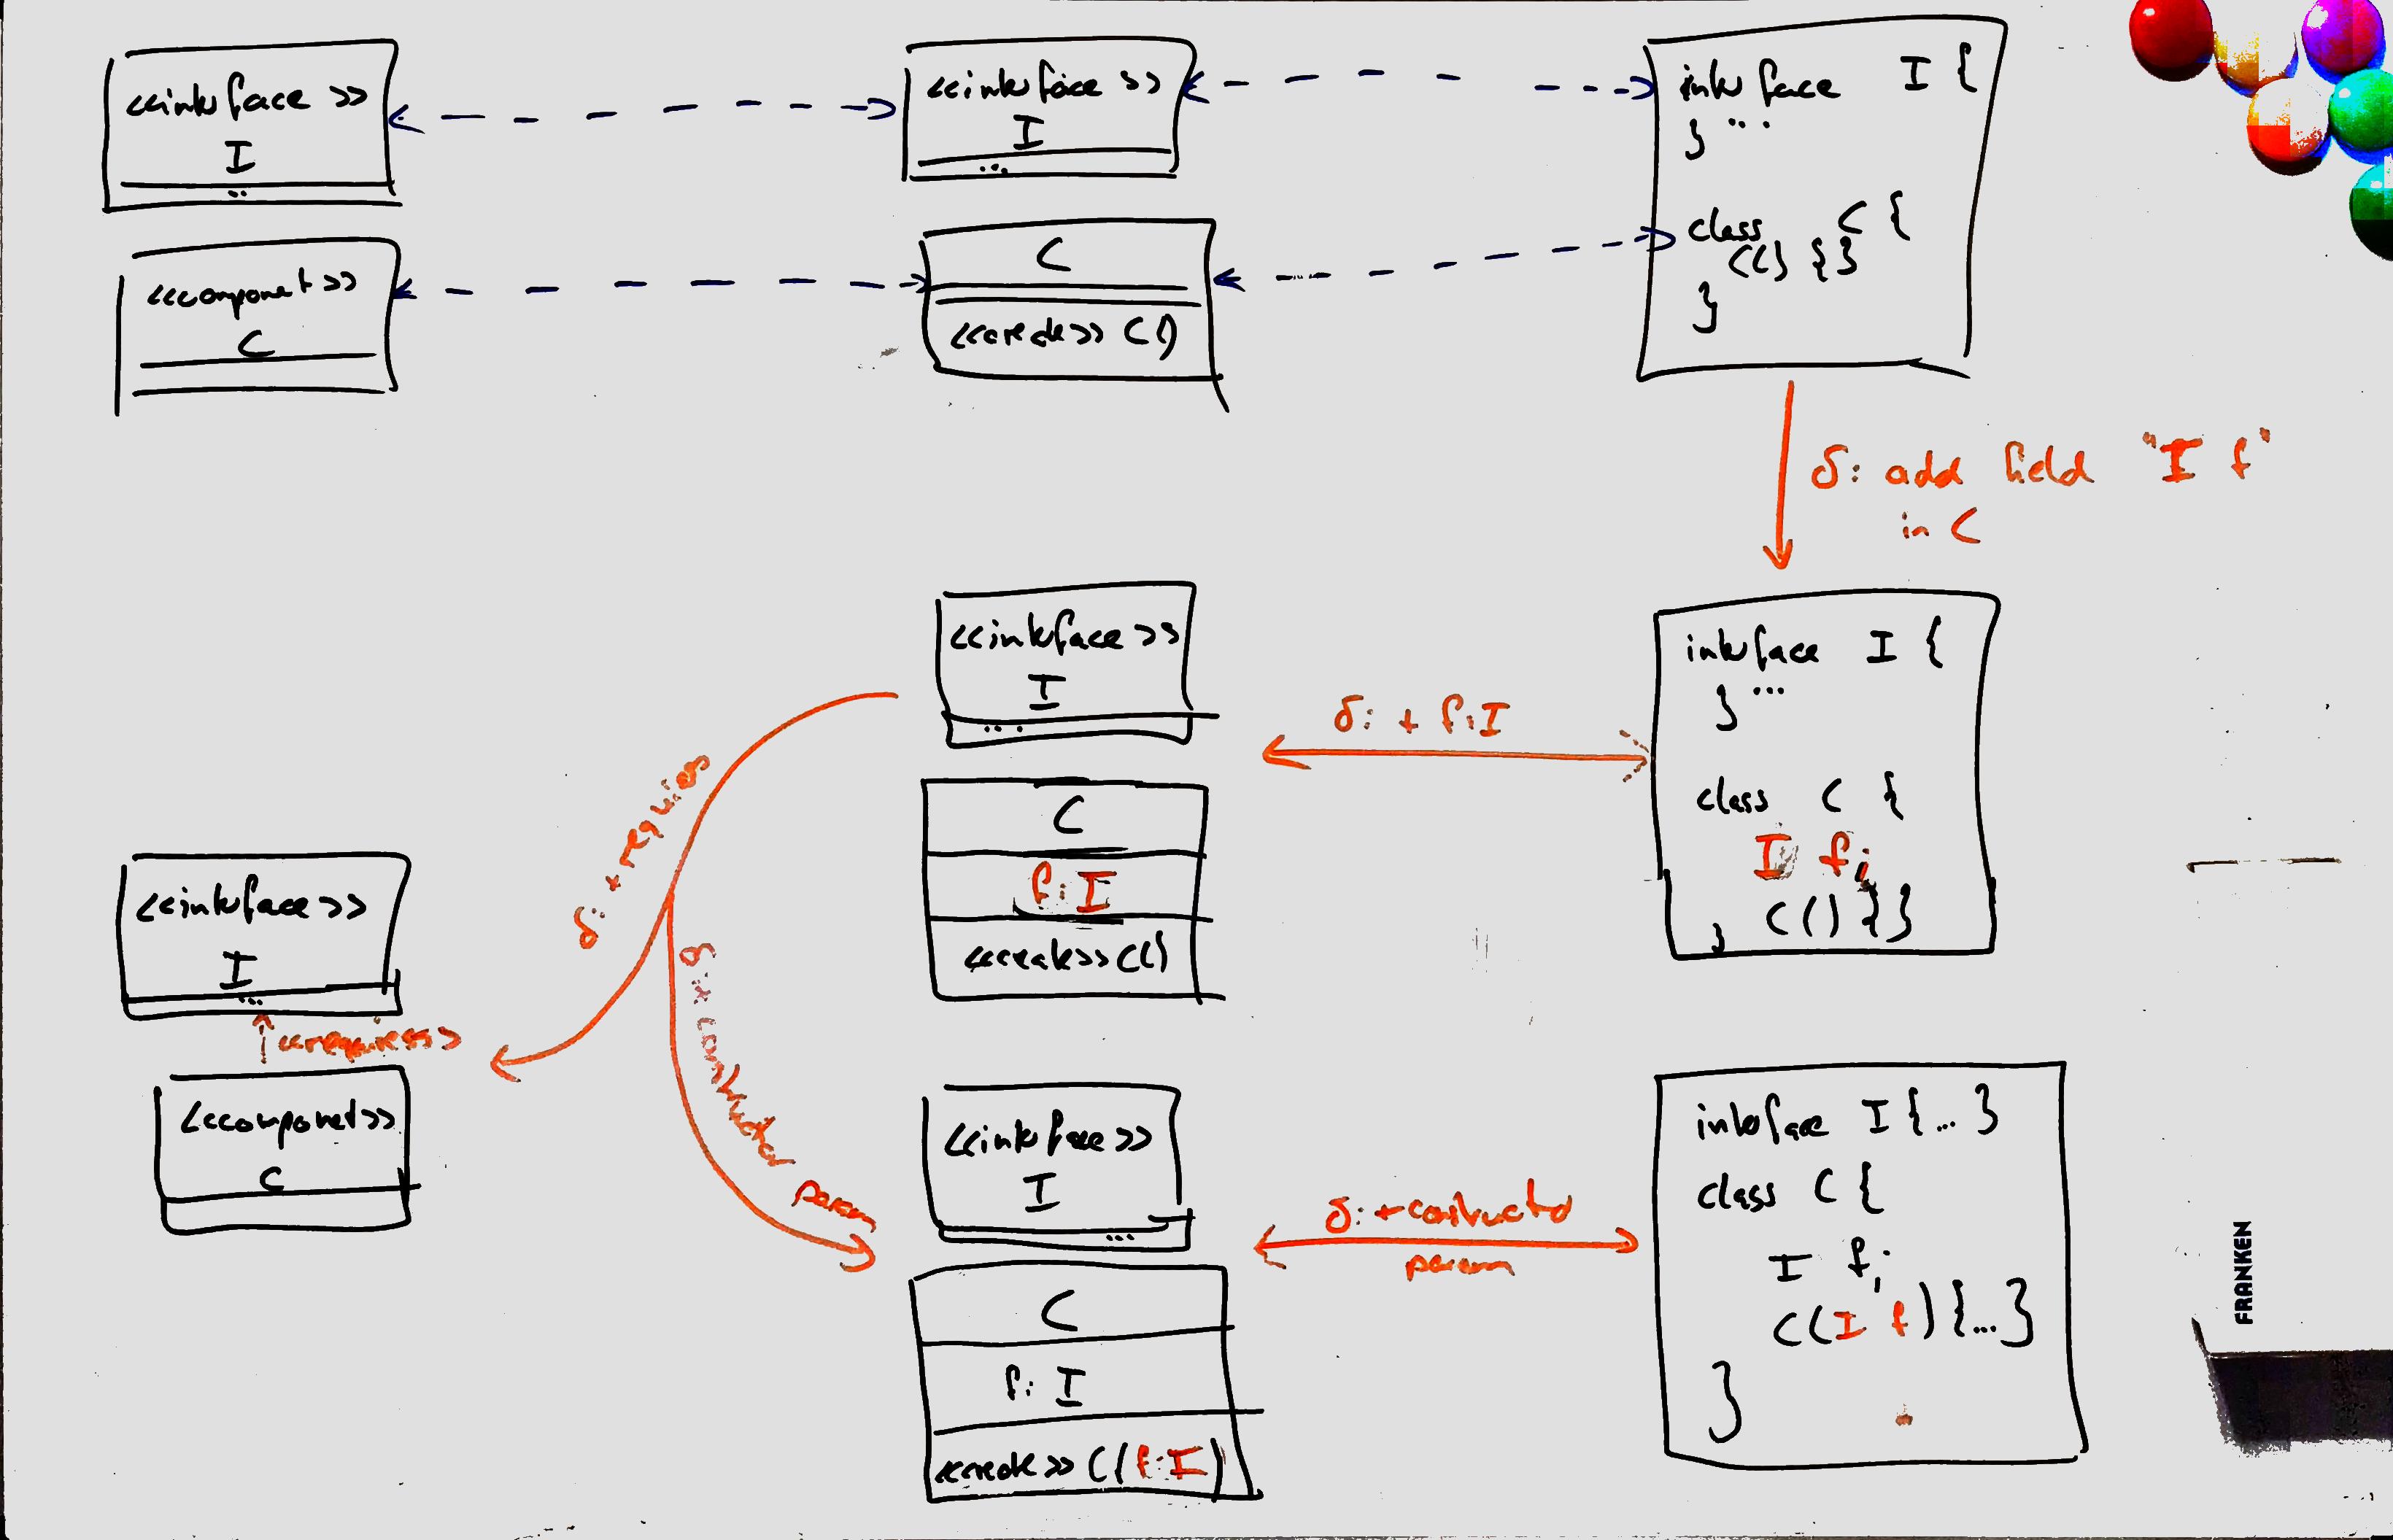 <<interface>>
I
...
<<component>>
C
<<interface>>
I
...
C
<<create>> C()
interface I {
} ...
class C {
C() {}
}
δ: add field "I f"
in C
<<interface>>
I
...
C
f:I
<<create>> C()
δ: + f:I
interface I {
} ...
class C {
I f;
C() {}
}
δ: + requires
δ: + constructor param
<<interface>>
I
...
<<requires>>
<<component>>
C
<<interface>>
I
...
C
f: I
<<create>> C(f:I)
δ: + constructor
param
interface I {...}
class C {
I f;
C(I f) {...}
}
FRANKEN